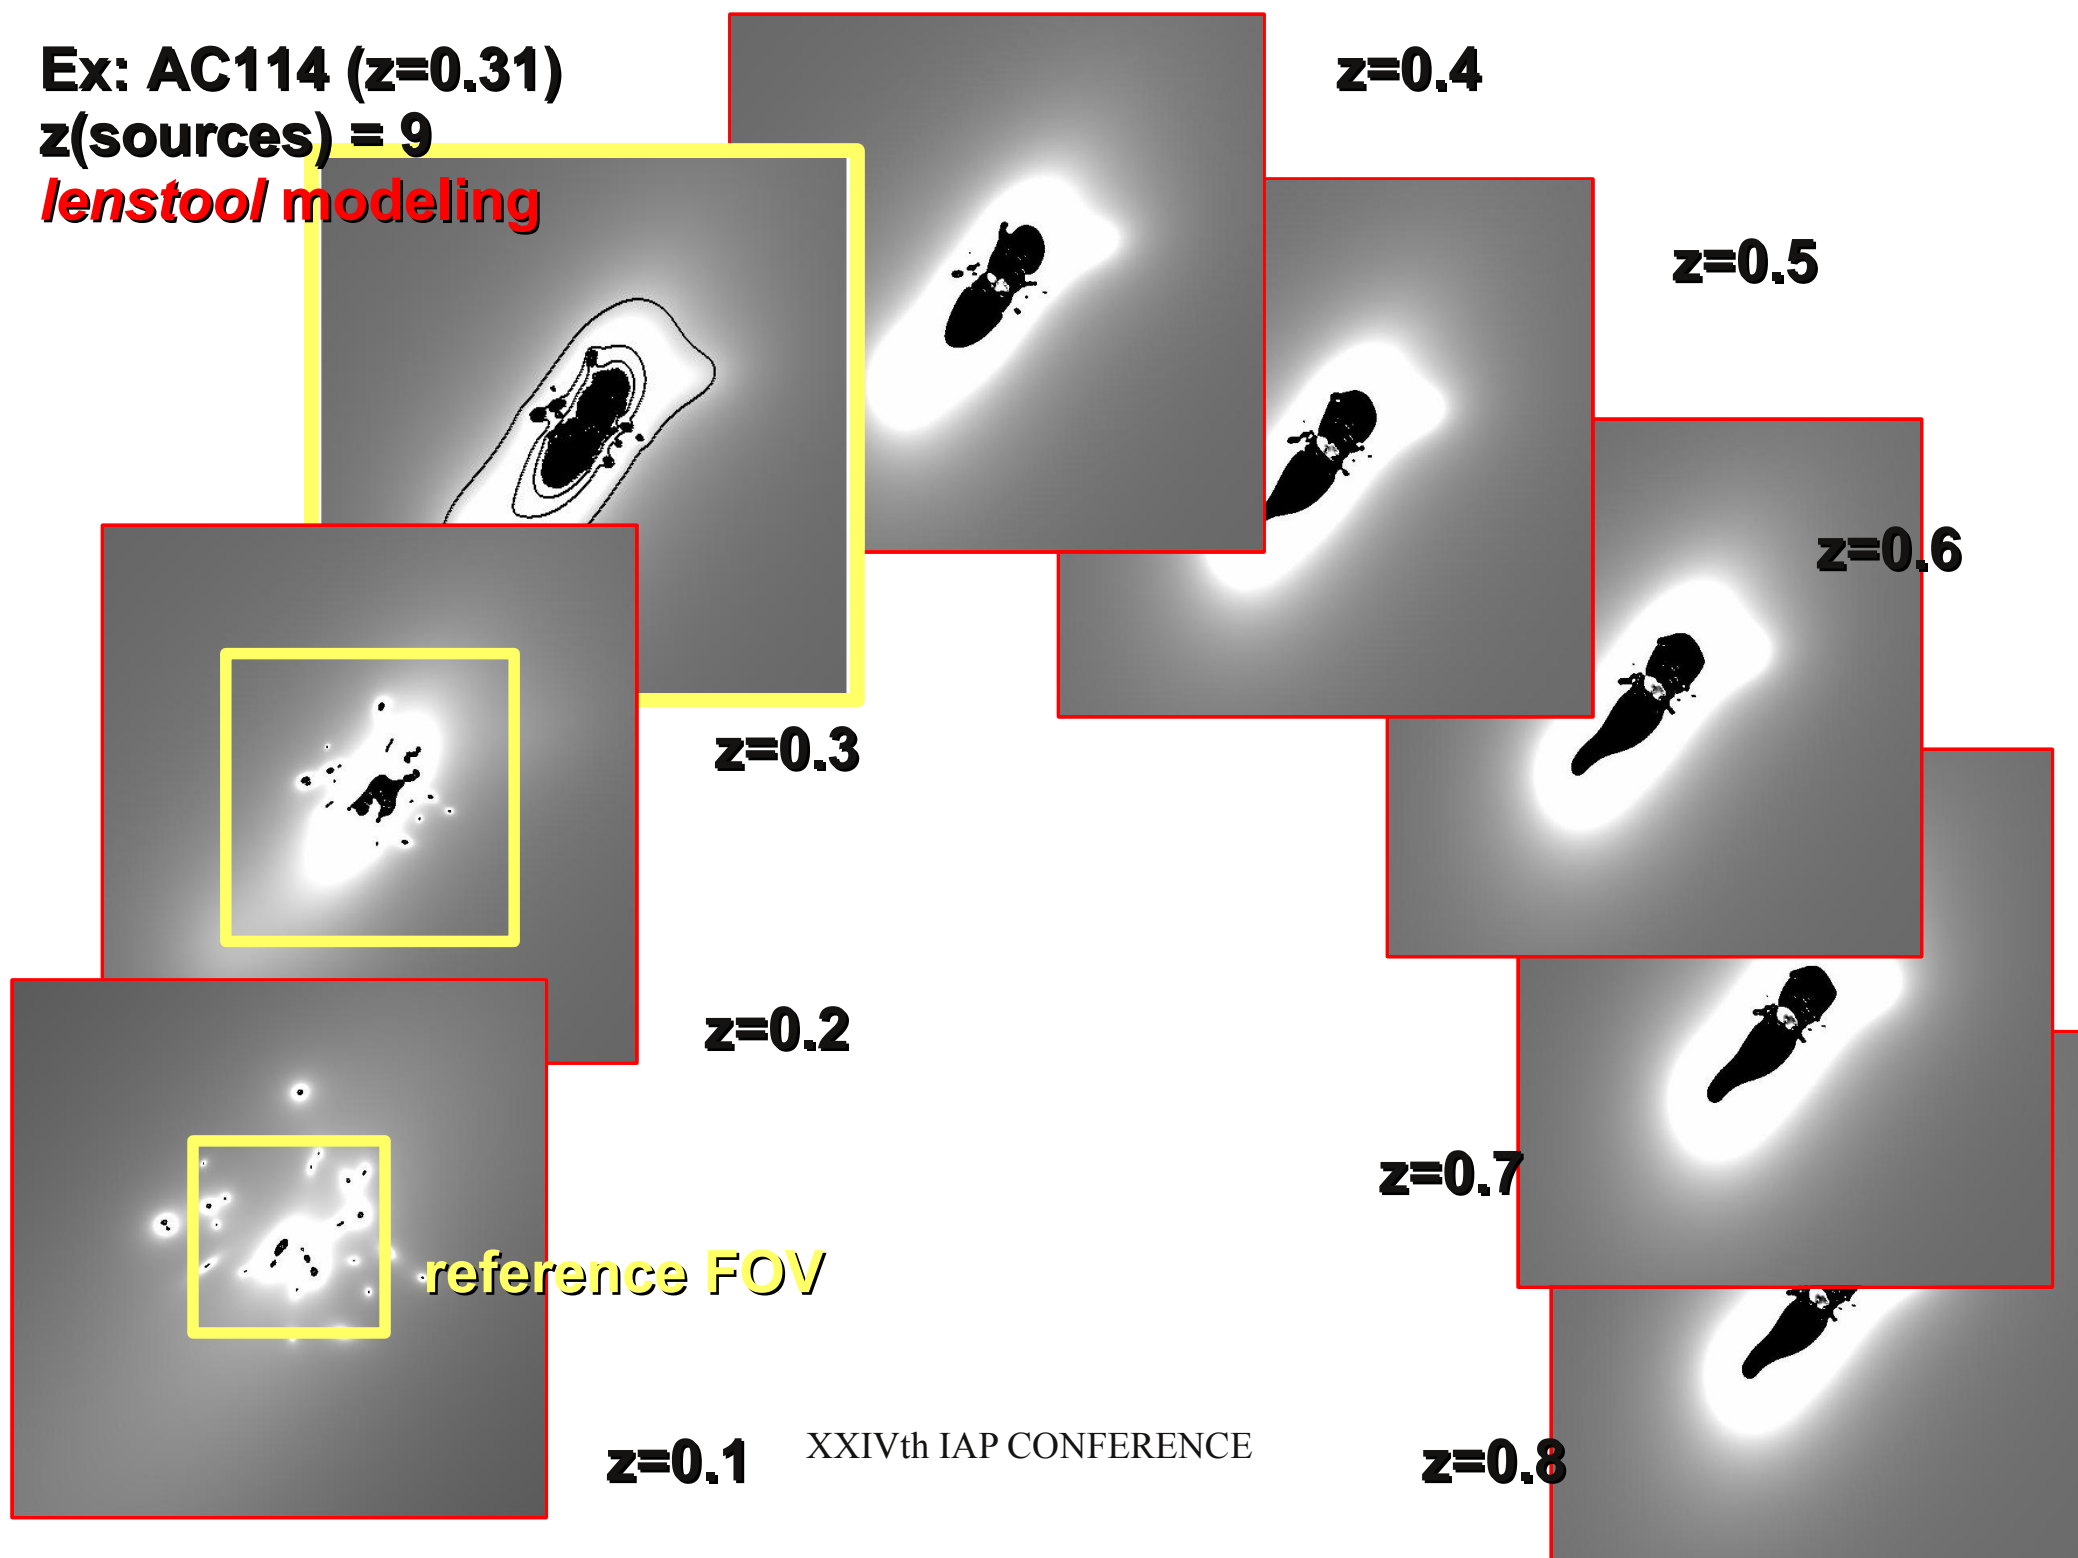 Ex: AC114 (z=0.31)
z(sources) = 9
lenstool modeling
z=0.4
z=0.5
z=0.6
z=0.3
z=0.2
z=0.7
reference FOV
z=0.1
XXIVth IAP CONFERENCE
z=0.8